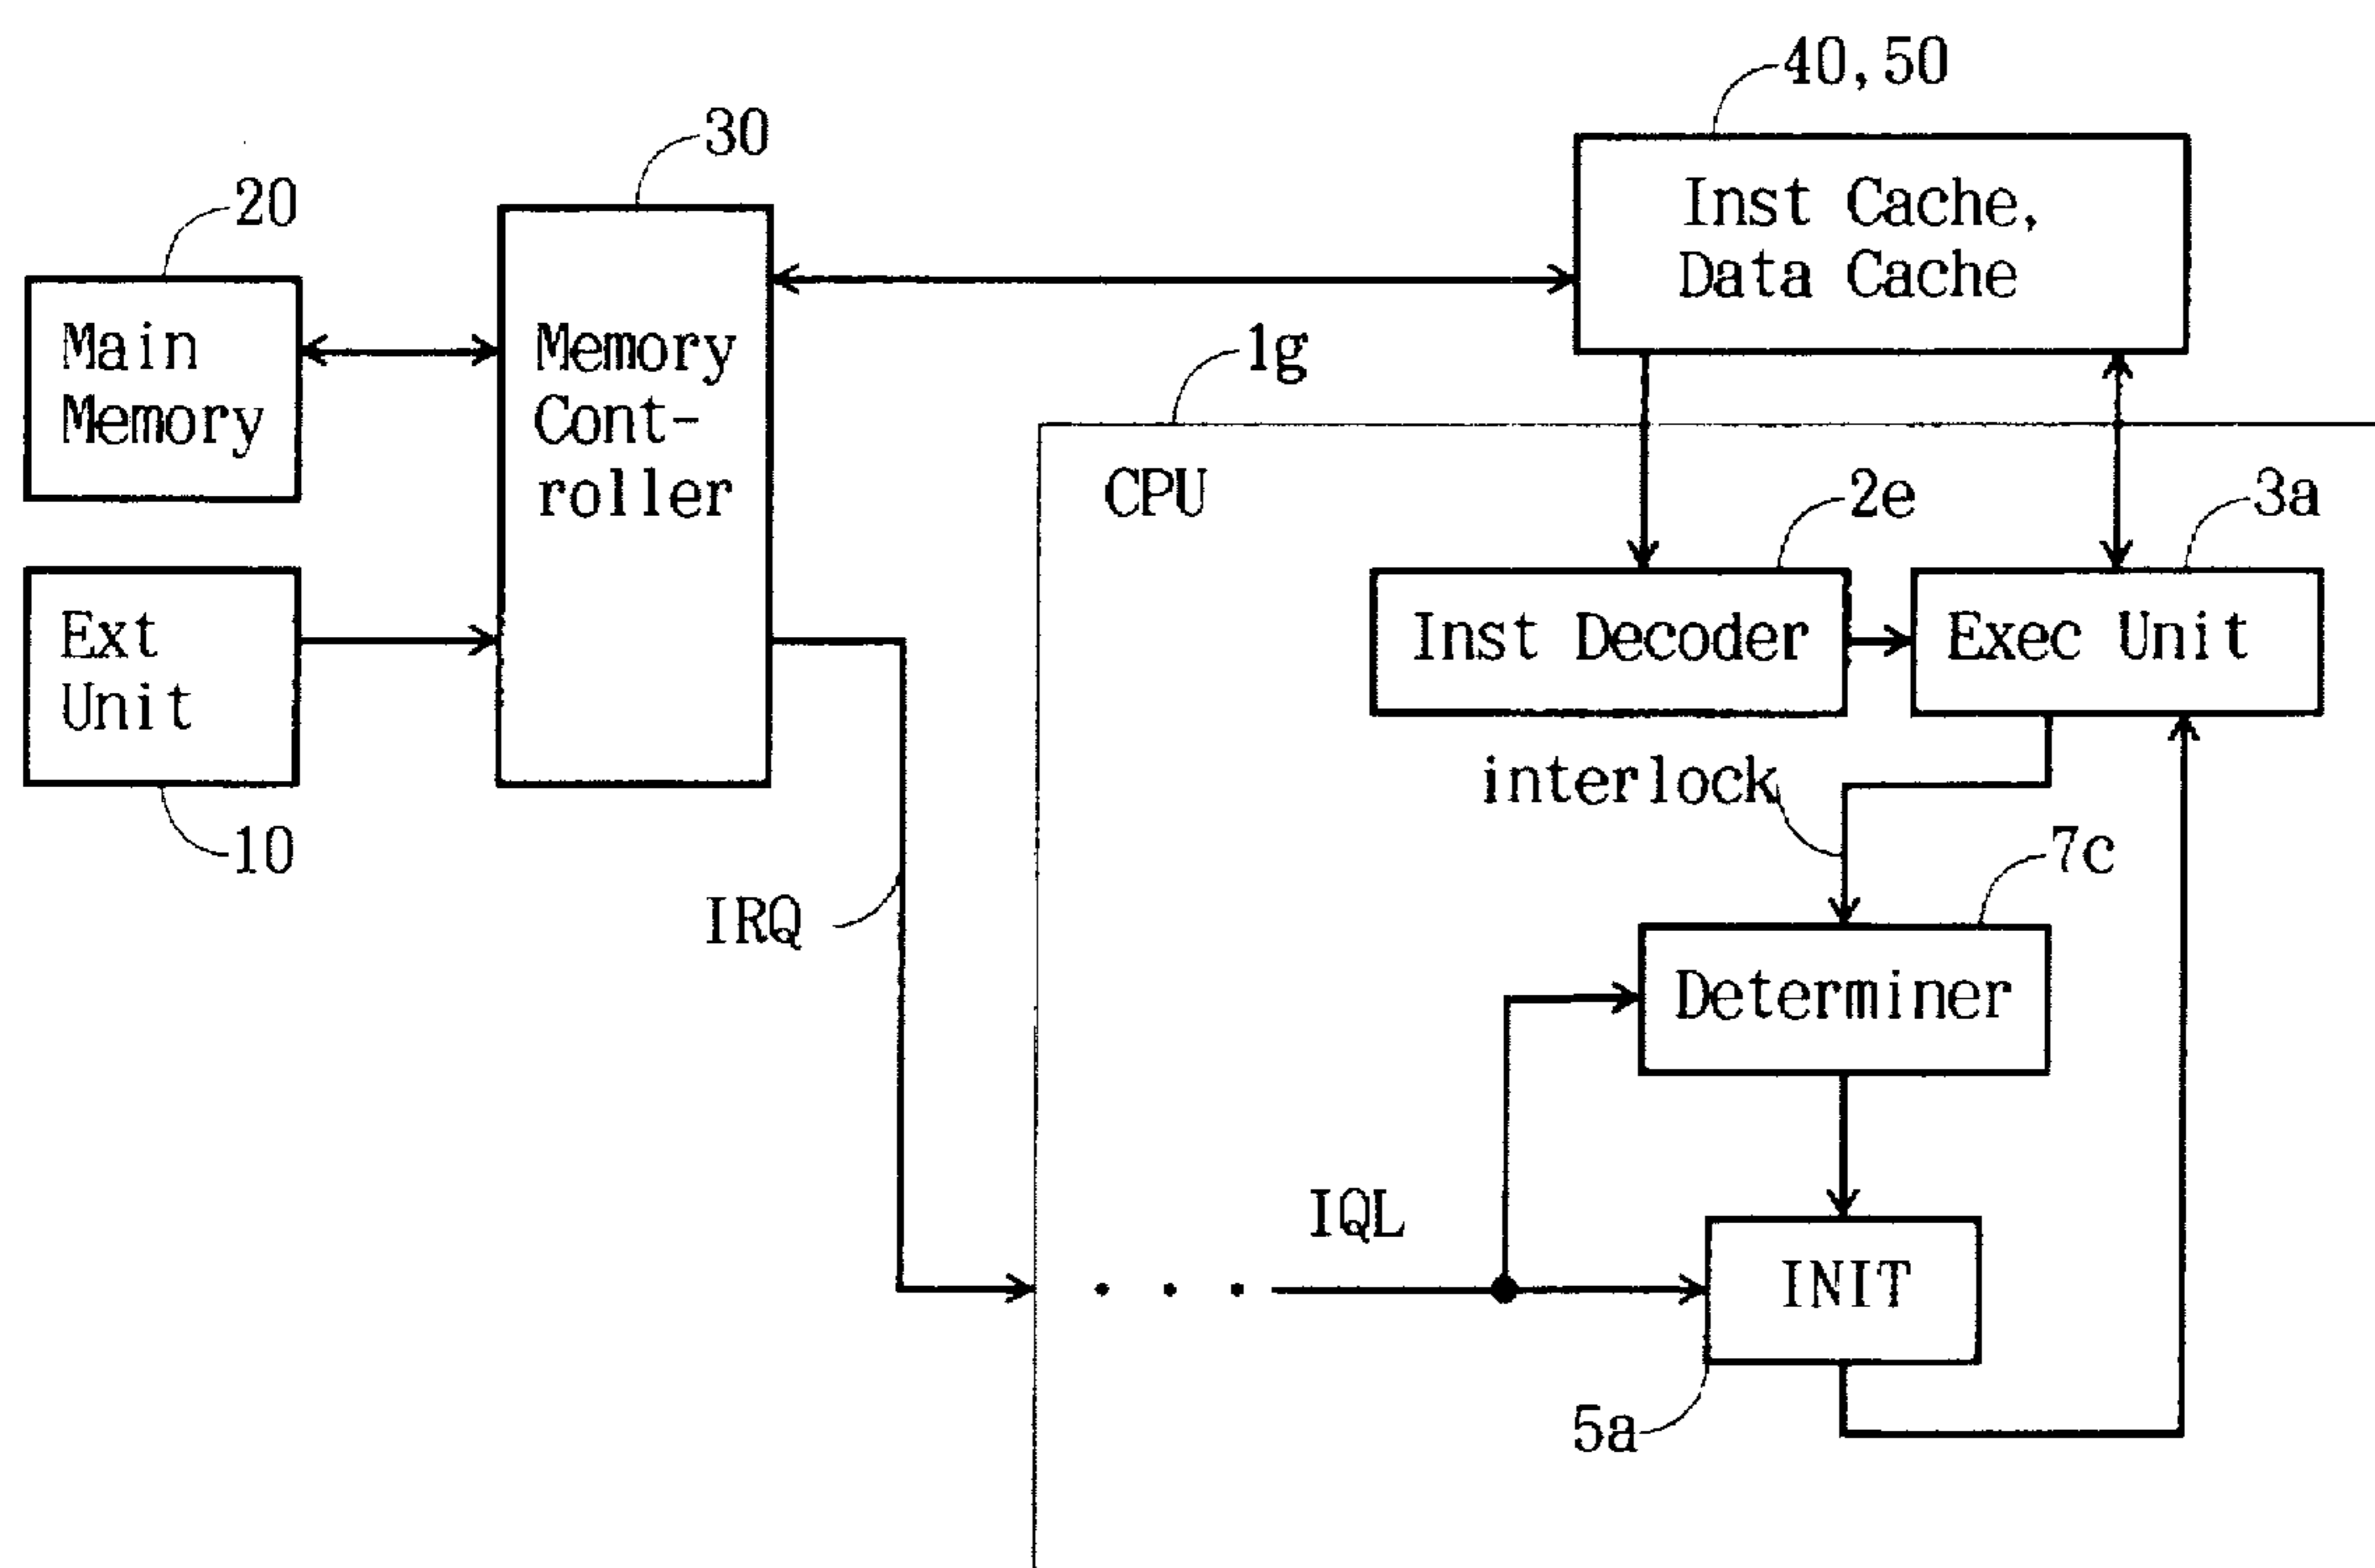 40,50
30
20
Inst Cache,
Data Cache
Main
Memory
Memory
Cont-
roller
1g
CPU
2e
3a
Ext
Unit
Inst Decoder
Exec Unit
interlock
10
7c
IRQ
Determiner
IQL
INIT
5a